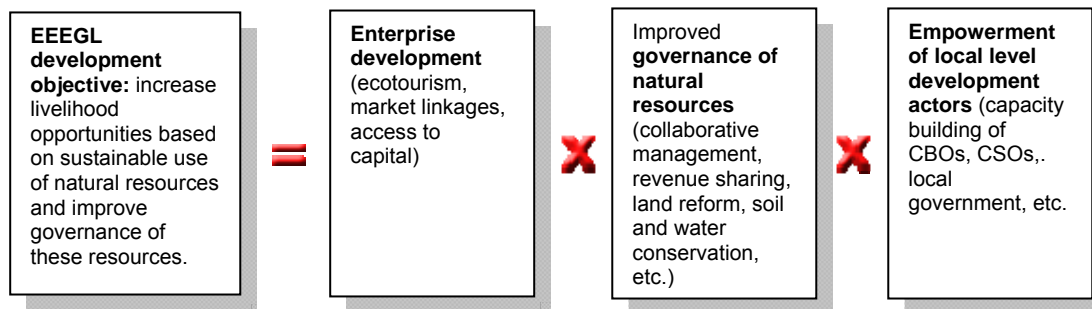 EEEGL
development
objective: increase
livelihood
opportunities based
on sustainable use
of natural resources
and improve
governance of
these resources.
=
Enterprise
development
(ecotourism,
market linkages,
access to
capital)
X
Improved
governance of
natural
resources
(collaborative
management,
revenue sharing,
land reform, soil
and water
conservation,
etc.)
X
Empowerment
of local level
development
actors (capacity
building of
CBOs, CSOs,.
local
government, etc.